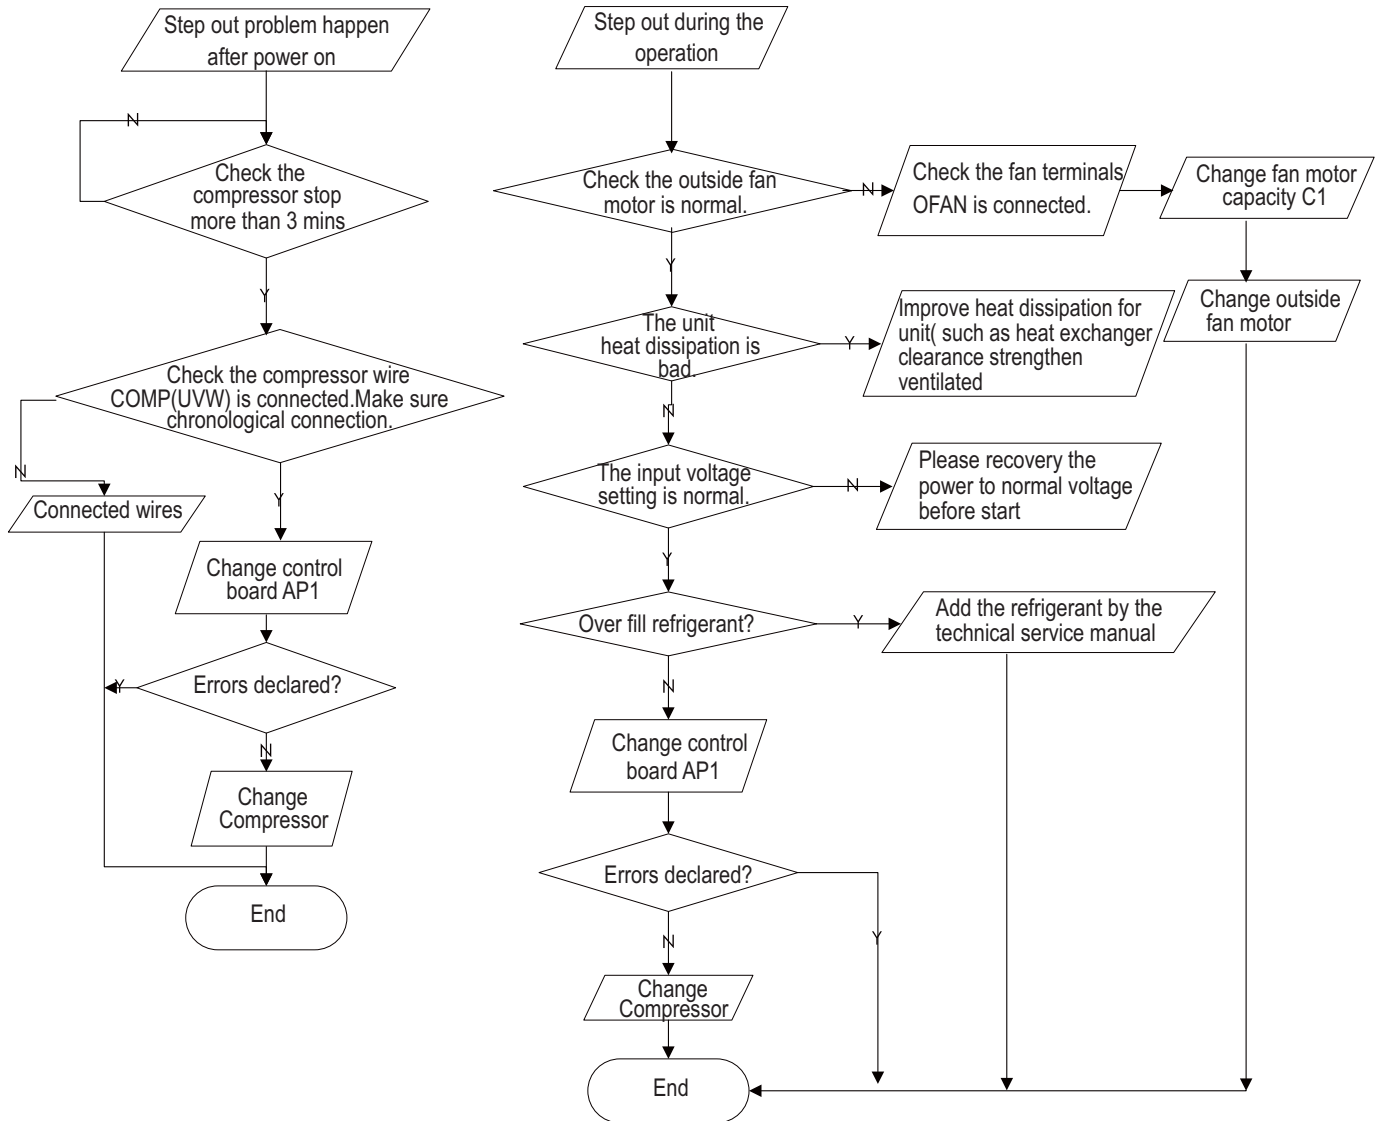 Step out problem happen
after power on
N
Check the
compressor stop
more than 3 mins
Y
Check the compressor wire
COMP(UVW) is connected.Make sure
chronological connection.
N
Connected wires
Y
Change control
board AP1
Errors declared?
Y
N
Change
Compressor
End
Step out during the
operation
Check the outside fan
motor is normal.
N
Check the fan terminals
OFAN is connected.
Change fan motor
capacity C1
Change outside
fan motor
Y
The unit
heat dissipation is
bad.
Y
Improve heat dissipation for
unit( such as heat exchanger
clearance strengthen
ventilated
N
The input voltage
setting is normal.
N
Please recovery the
power to normal voltage
before start
Y
Over fill refrigerant?
Y
Add the refrigerant by the
technical service manual
N
Change control
board AP1
Errors declared?
Y
N
Change
Compressor
End